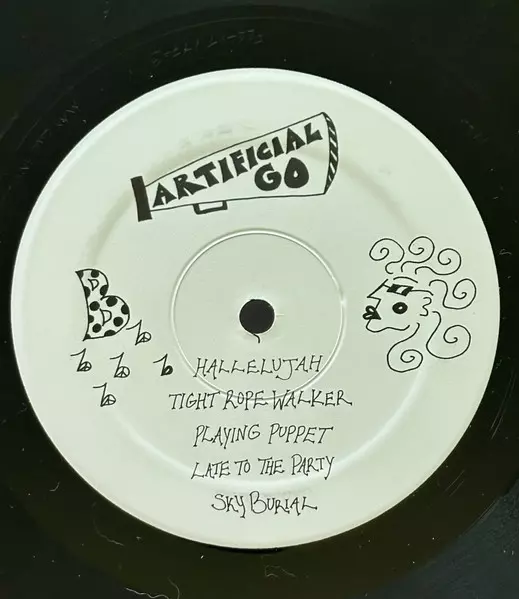 ARTIFICIAL
GO
B
HALLELUJAH
TIGHT ROPE WALKER
PLAYING PUPPET
LATE TO THE PARTY
SKY BURIAL